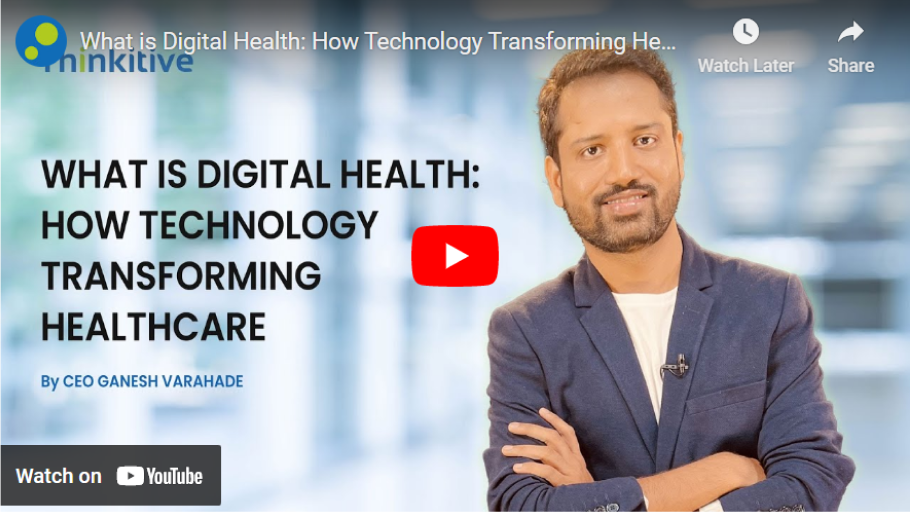 What is Digital Health: How Technology Transforming He...
Thinkitive
Watch Later
Share
WHAT IS DIGITAL HEALTH:
HOW TECHNOLOGY
TRANSFORMING
HEALTHCARE
By CEO GANESH VARAHADE
Watch on YouTube